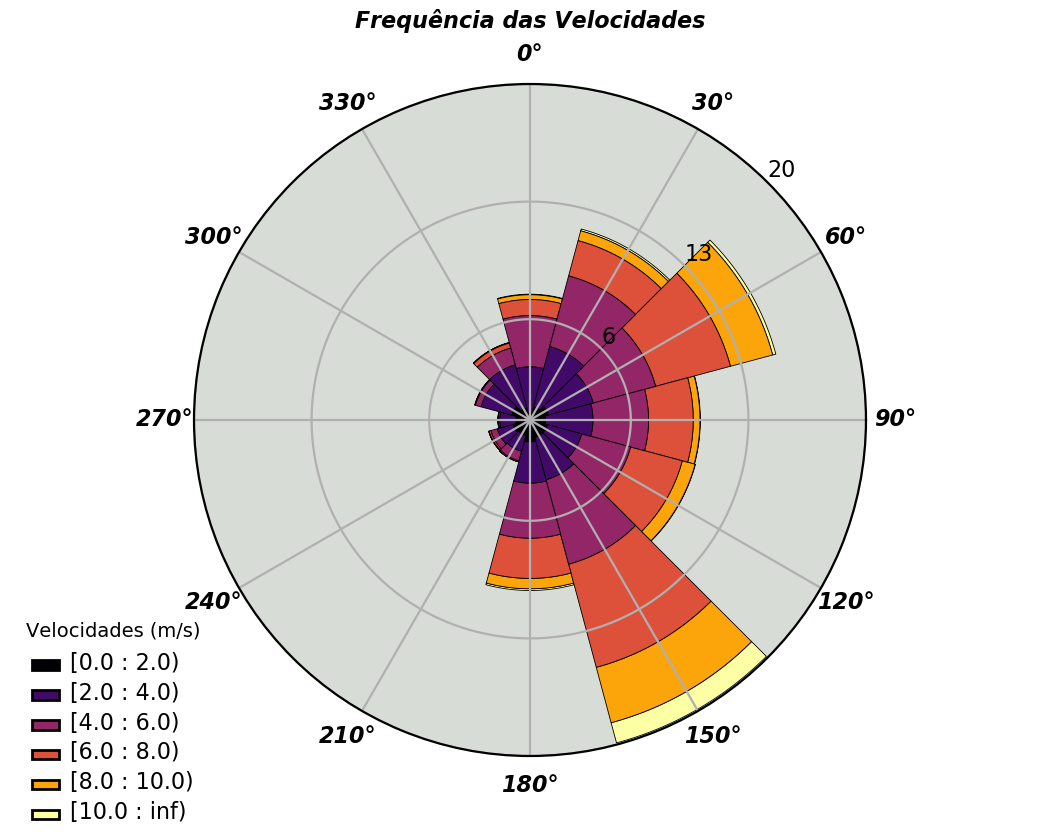 Frequência das Velocidades
0°
330°
30°
20
300°
60°
13
6
270°
90°
240°
120°
Velocidades (m/s)
[0.0 : 2.0)
[2.0 : 4.0)
[4.0 : 6.0)
210°
150°
[6.0 : 8.0)
180°
[8.0 : 10.0)
[10.0 : inf)